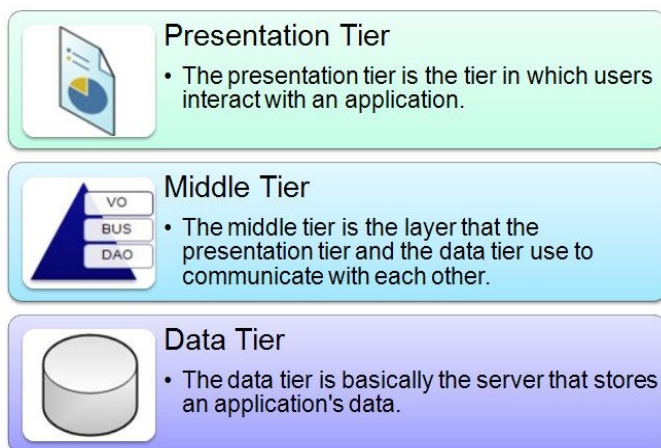 Presentation Tier
• The presentation tier is the tier in which users
interact with an application.
Middle Tier
VO
BUS
DAO
• The middle tier is the layer that the
presentation tier and the data tier use to
communicate with each other.
Data Tier
• The data tier is basically the server that stores
an application's data.